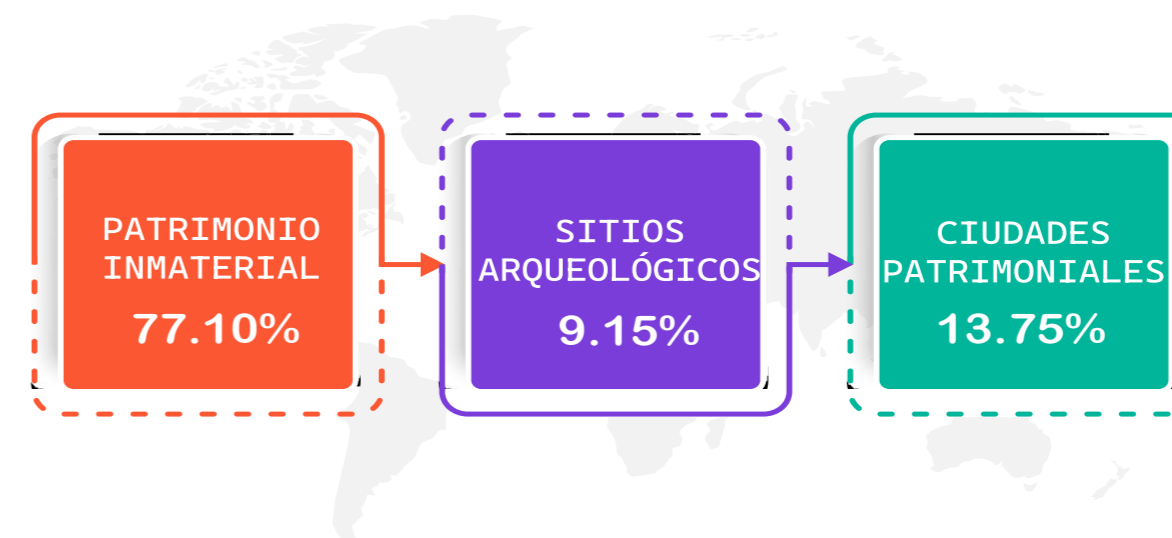 PATRIMONIO
INMATERIAL
77.10%
SITIOS
ARQUEOLÓGICOS
9.15%
CIUDADES
PATRIMONIALES
13.75%